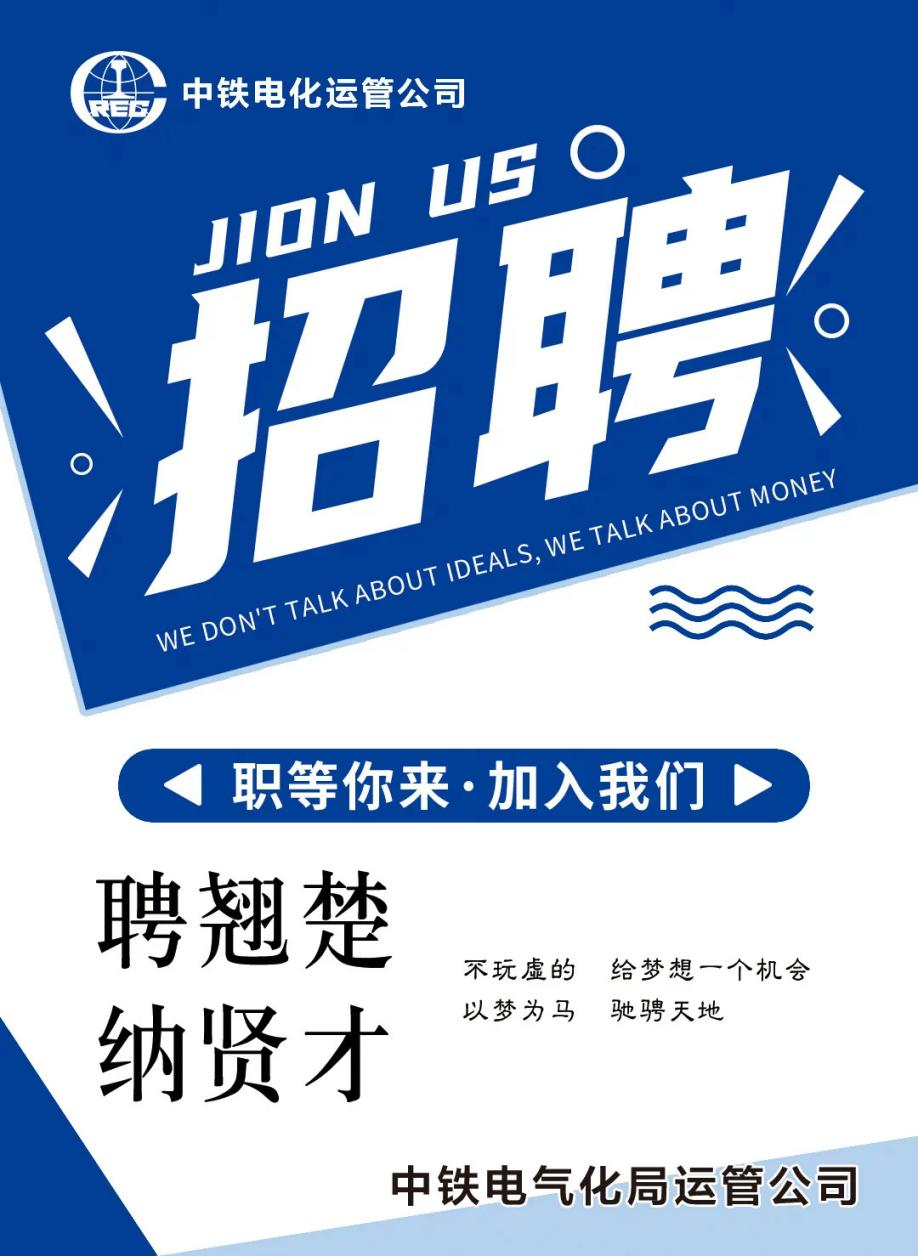 CREC
中铁电化运管公司
JION US
招聘
WE DON'T TALK ABOUT IDEALS, WE TALK ABOUT MONEY
职等你来·加入我们
聘翘楚
纳贤才
不玩虚的 给梦想一个机会
以梦为马 驰骋天地
中铁电气化局运管公司